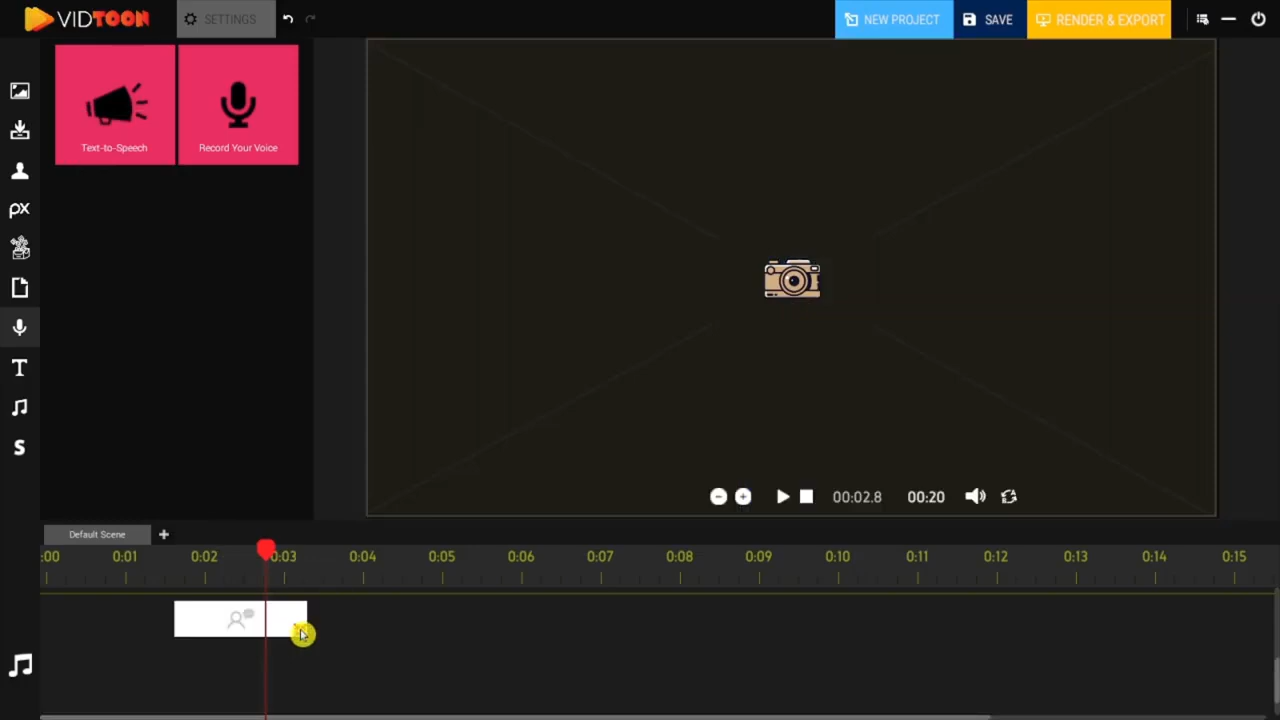 VIDTOON
SETTINGS
NEW PROJECT
SAVE
RENDER & EXPORT
Text-to-Speech
Record Your Voice
px
T
S
00:02.8
00:20
Default Scene
:00
0:01
0:02
0:03
0:04
0:05
0:06
0:07
0:08
0:09
0:10
0:11
0:12
0:13
0:14
0:15